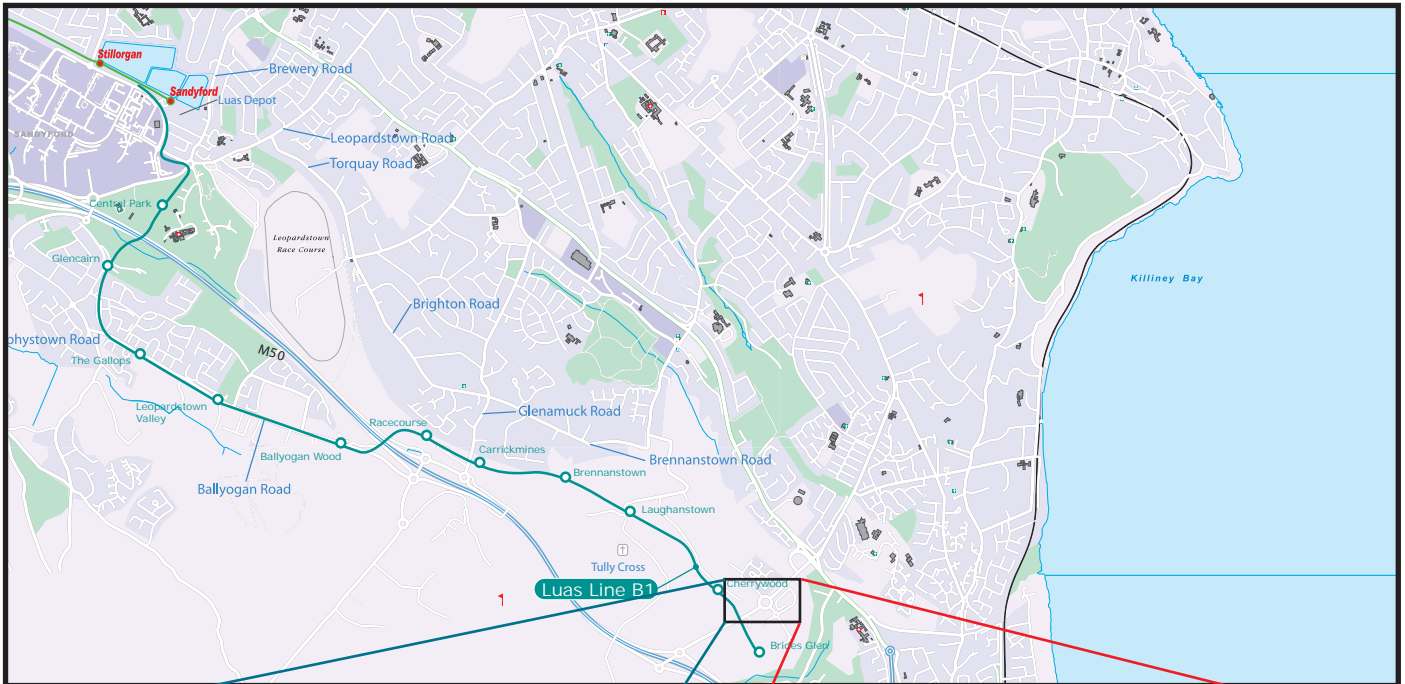 Stillorgan
Brewery Road
Sandyford
Luas Depot
SANDYFORD
Leopardstown Road
Torquay Road
Central Park
Leopardstown
Race Course
Glencairn
Killiney Bay
Brighton Road
phystown Road
M50
The Gallops
Leopardstown
Valley
Glenamuck Road
Racecourse
Ballyogan Wood
Carrickmines
Brennanstown Road
Brennanstown
Ballyogan Road
Laughanstown
Tully Cross
Luas Line B1
Cherrywood
Brides Glen